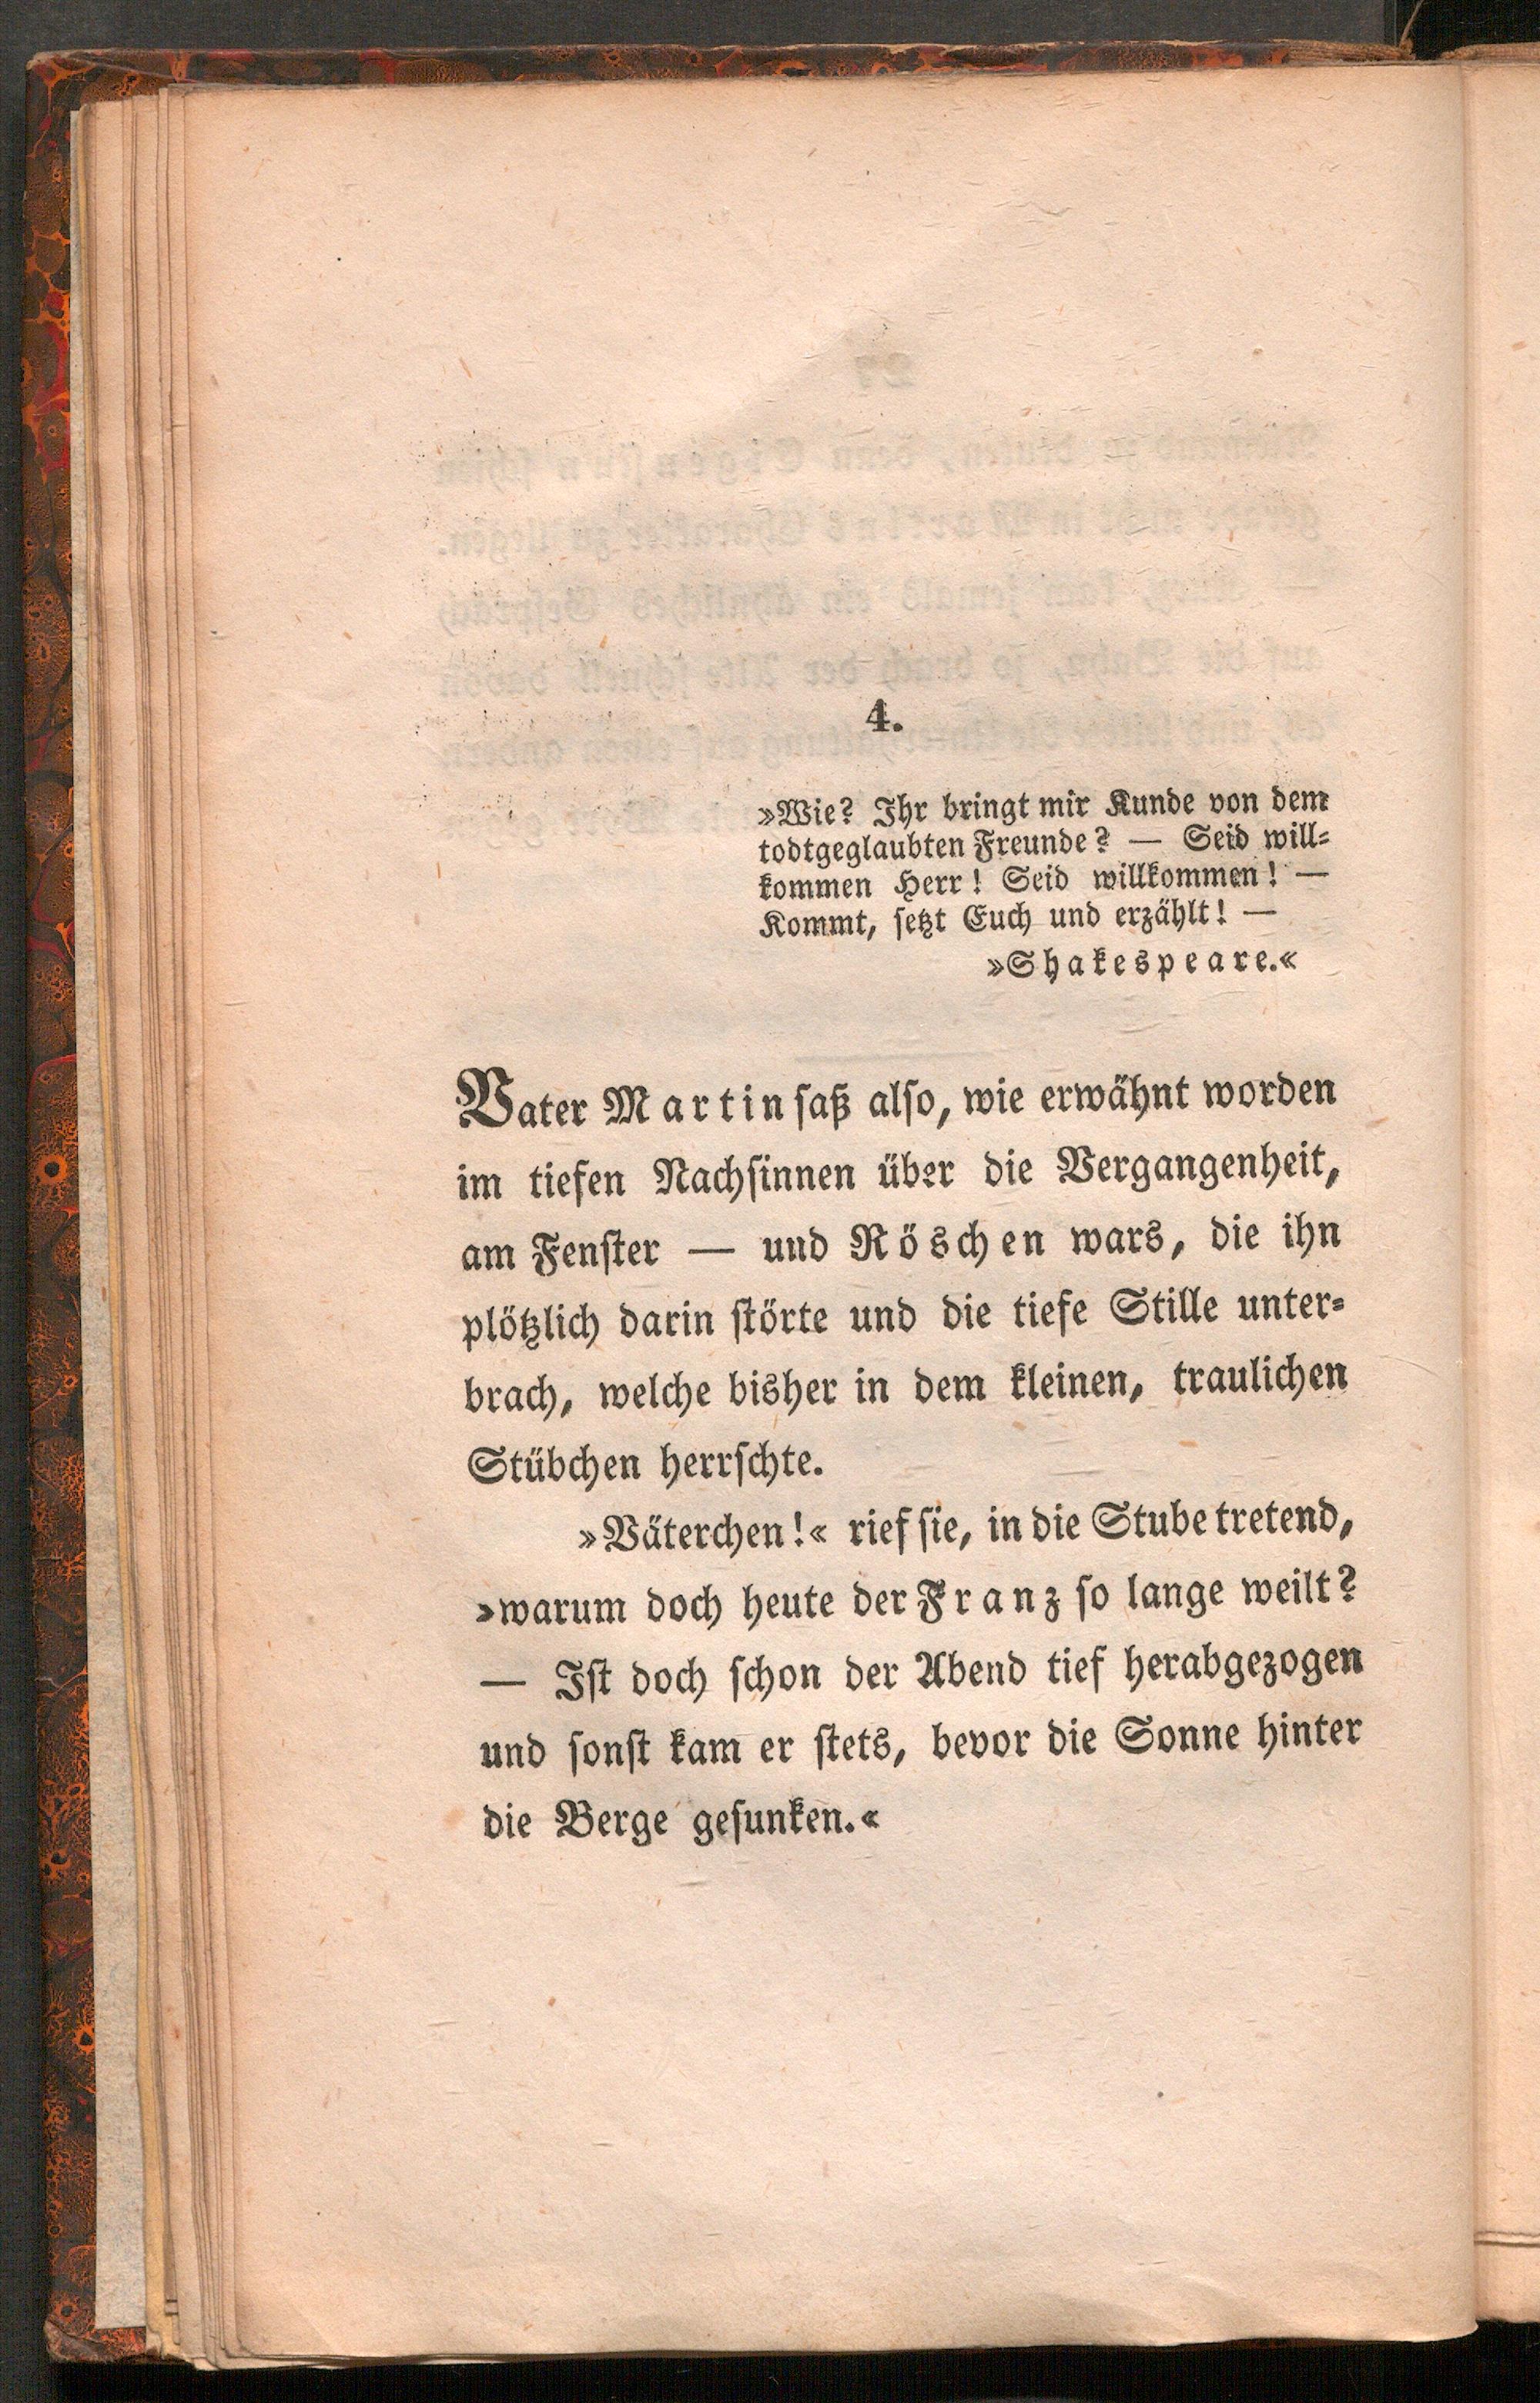 4.
»Wie? Ihr bringt mir Kunde von dem
todtgeglaubten Freunde? — Seid will-
kommen Herr! Seid willkommen! —
Kommt, setzt Euch und erzählt! —
»Shakespeare.«
Vater Martin saß also, wie erwähnt worden
im tiefen Nachsinnen über die Vergangenheit,
am Fenster — und Röschen wars, die ihn
plötzlich darin störte und die tiefe Stille unter-
brach, welche bisher in dem kleinen, traulichen
Stübchen herrschte.
»Väterchen!« rief sie, in die Stube tretend,
»warum doch heute der Franz so lange weilt?
— Ist doch schon der Abend tief herabgezogen
und sonst kam er stets, bevor die Sonne hinter
die Berge gesunken.«